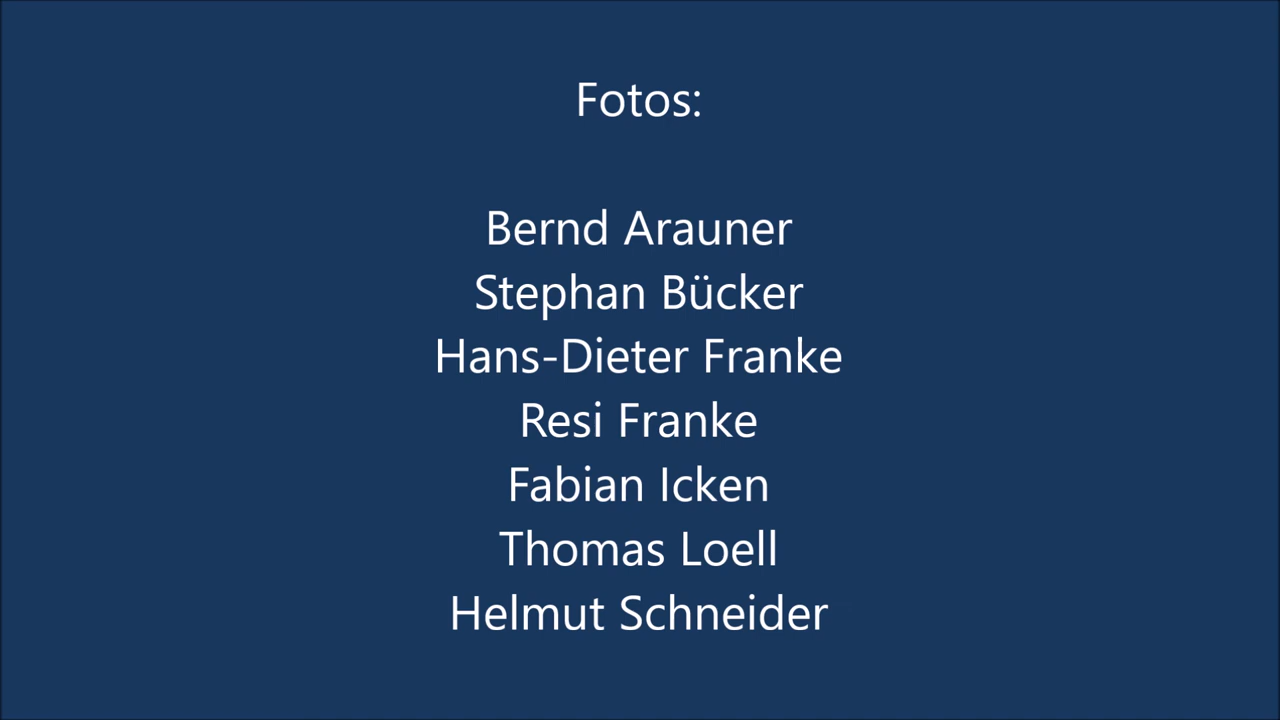 Fotos:
Bernd Arauner
Stephan Bücker
Hans-Dieter Franke
Resi Franke
Fabian Icken
Thomas Loell
Helmut Schneider